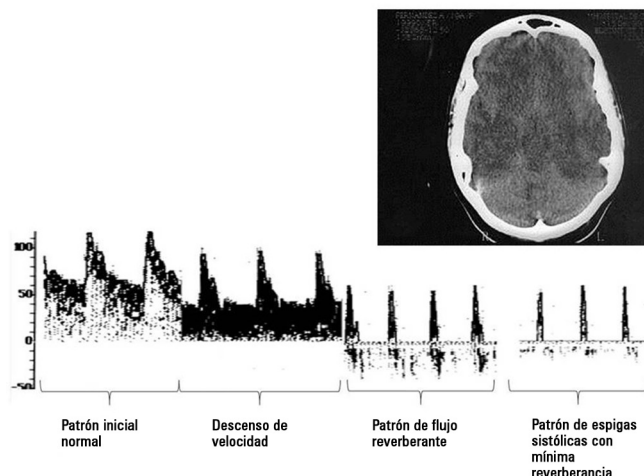 R
L
100
50
0
-50
Patrón inicial
normal
Descenso de
velocidad
Patrón de flujo
reverberante
Patrón de espigas
sistólicas con
mínima
reverberancia